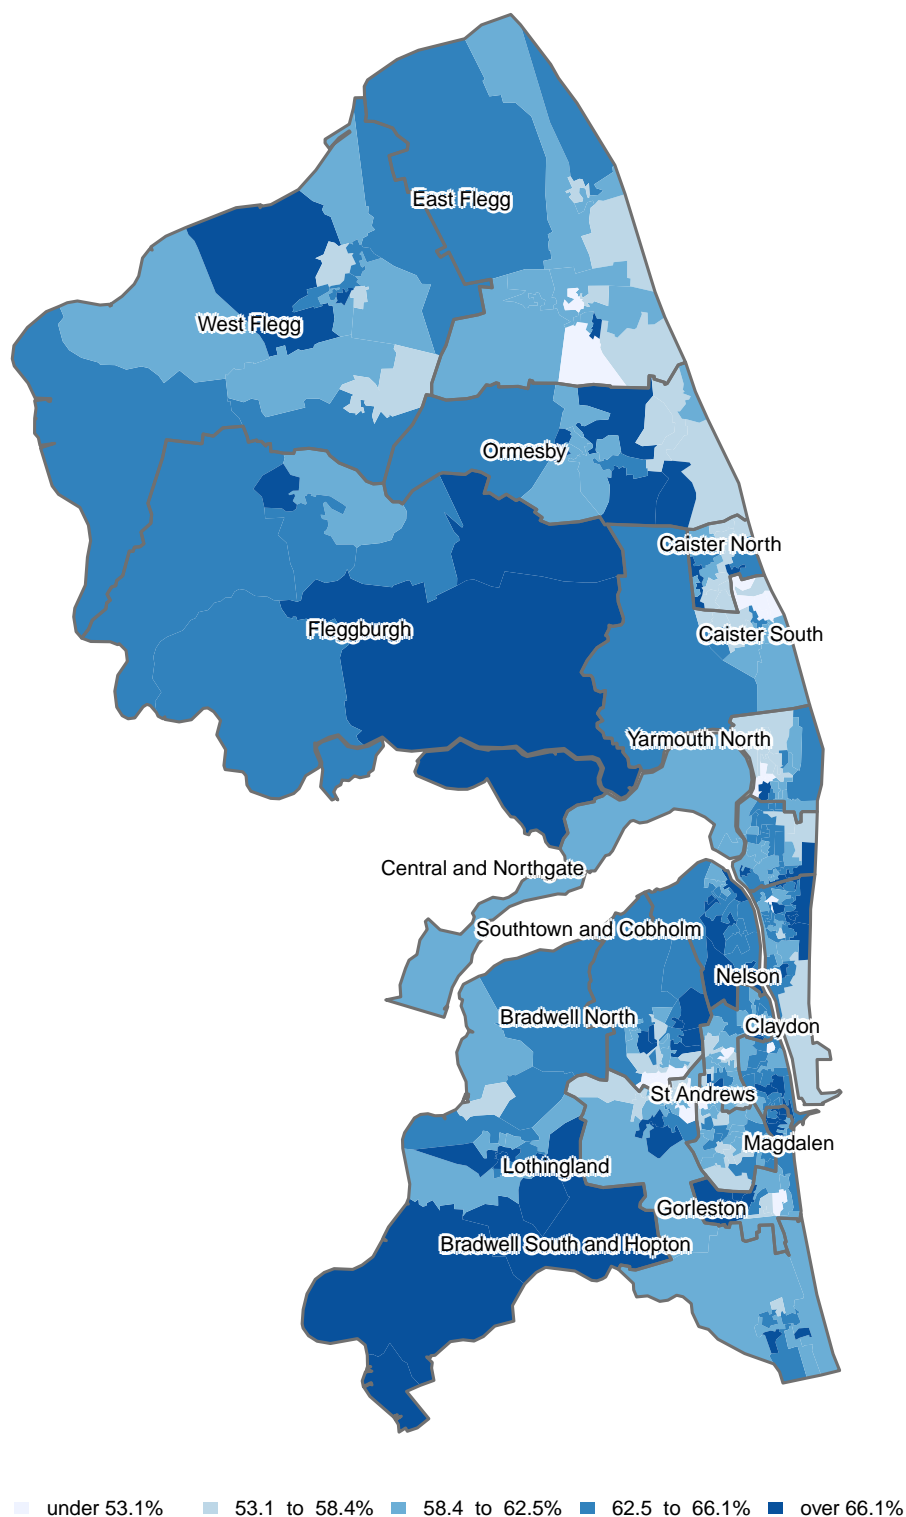 East Flegg
West Flegg
Ormesby
Caister North
Fleggburgh
Caister South
Yarmouth North
Central and Northgate
Southtown and Cobholm
Nelson
Bradwell North
Claydon
St Andrews
Magdalen
Lothingland
Gorleston
Bradwell South and Hopton
under 53.1% 53.1 to 58.4% 58.4 to 62.5% 62.5 to 66.1% over 66.1%